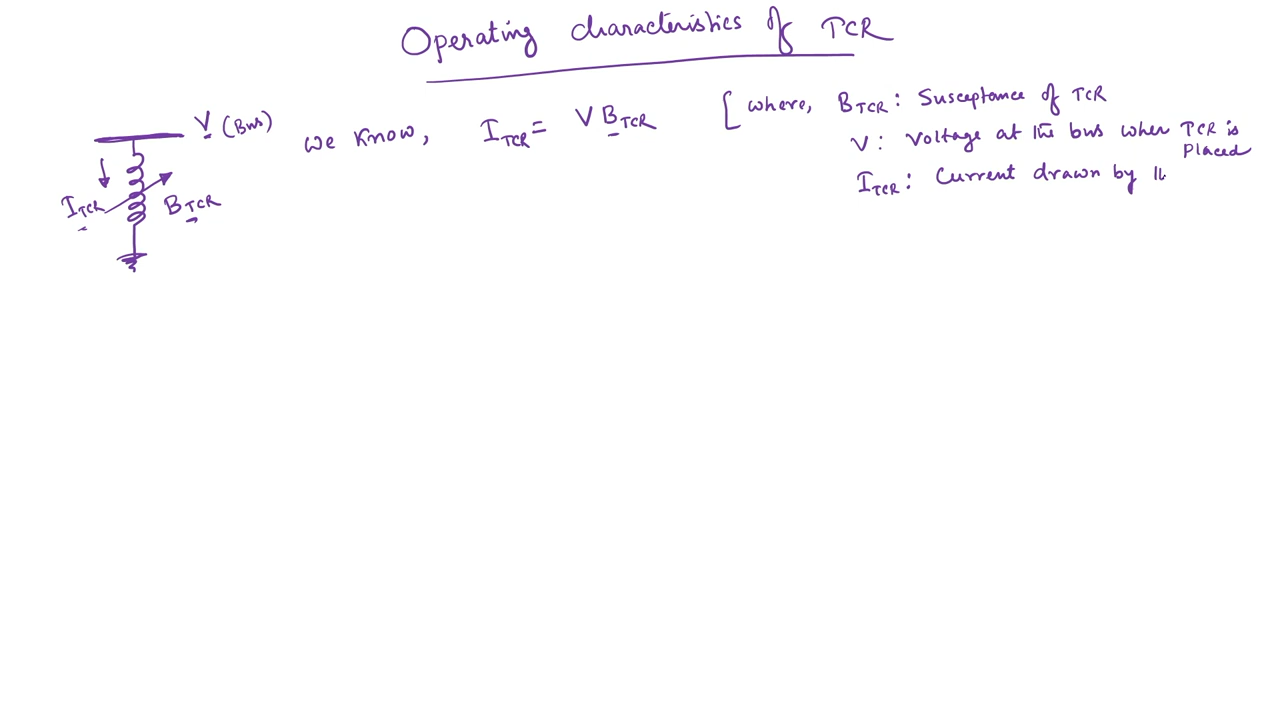 Operating characteristics of TCR
V (Bus)
we know, I_TCR = V B_TCR [where, B_TCR: Susceptance of TCR
V: Voltage at the bus wher TCR is placed
I_TCR: Current drawn by
I_TCR
B_TCR